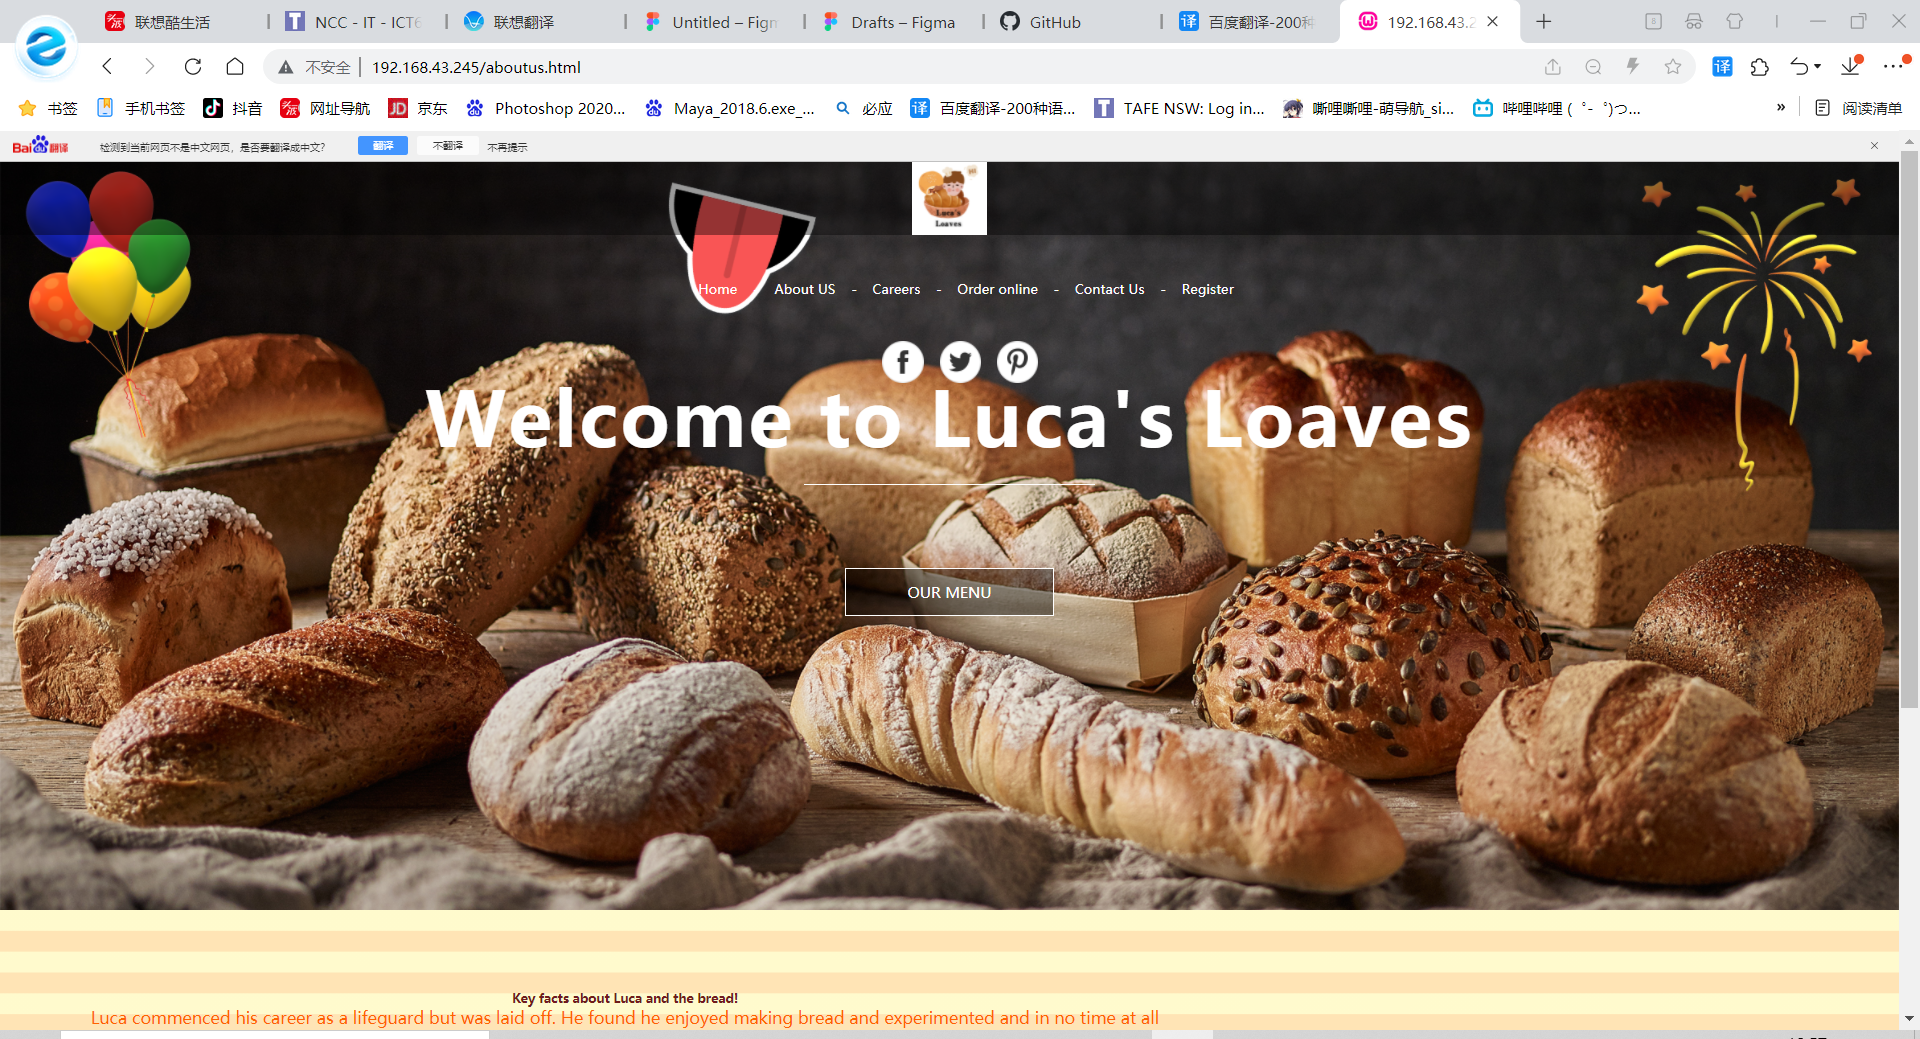 联想酷生活
NCC - IT - ICT6
联想翻译
Untitled – Figm
Drafts – Figma
GitHub
百度翻译-200种
192.168.43.2
不安全
192.168.43.245/aboutus.html
译
书签
手机书签
抖音
网址导航
京东
Photoshop 2020...
Maya_2018.6.exe_...
必应
百度翻译-200种语...
TAFE NSW: Log in...
嘶哩嘶哩-萌导航_si...
哔哩哔哩 ( ゜- ゜)つ...
»
阅读清单
Bai du 翻译
检测到当前网页不是中文网页，是否要翻译成中文？
翻译
不翻译
不再提示
Luca's
Loaves
Home
About US - Careers - Order online - Contact Us - Register
Welcome to Luca's Loaves
OUR MENU
Key facts about Luca and the bread!
Luca commenced his career as a lifeguard but was laid off. He found he enjoyed making bread and experimented and in no time at all